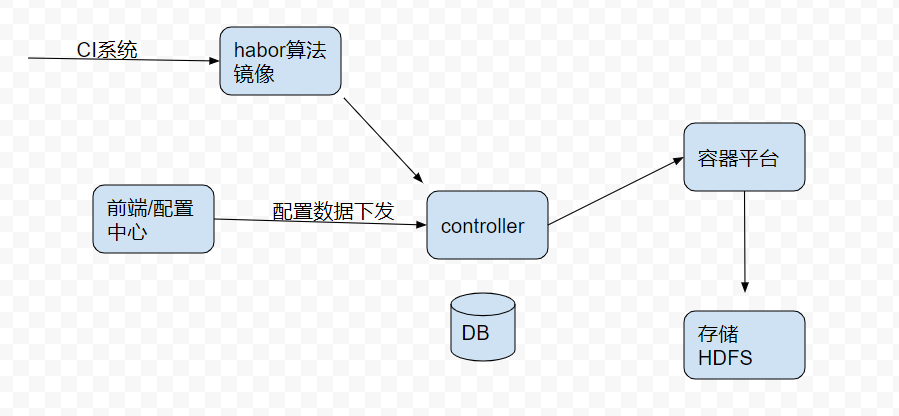 CI系统
habor算法
镜像
前端/配置
中心
配置数据下发
controller
DB
容器平台
存储
HDFS